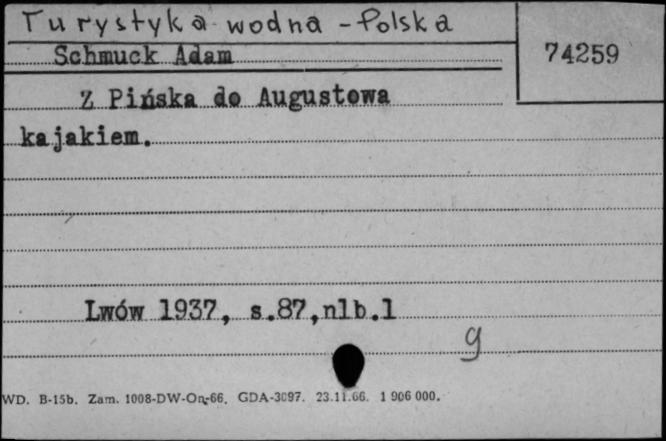 Turystyka wodna - Polska
Schmuck Adam
74259
Z Pińska do Augustowa
kajakiem.
Lwów 1937, s.87,nlb.1
g
WD. B-15b. Zam. 1008-DW-On-66. GDA-3097. 23.11.66. 1 906 000.